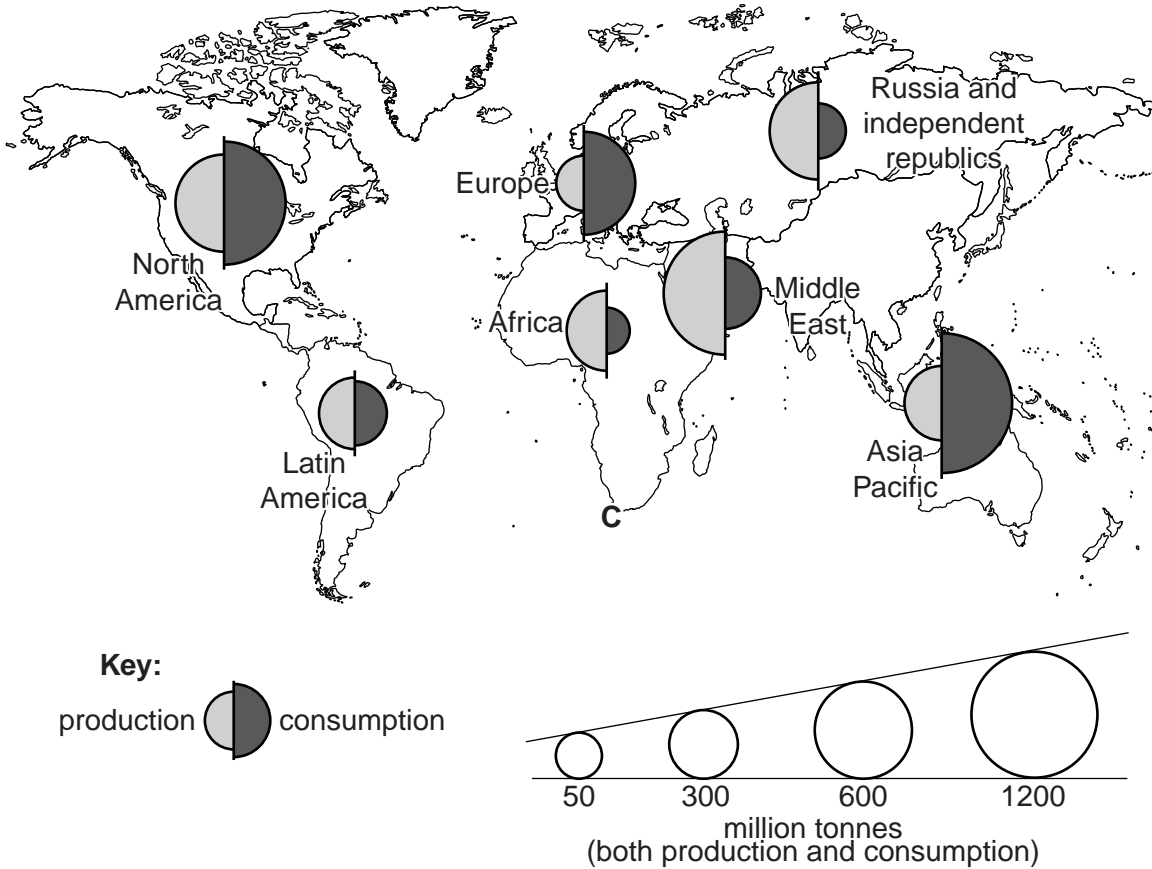 Russia and
independent
republics
Europe
North
America
Africa
Middle
East
Latin
America
Asia
Pacific
C
Key:
production
consumption
50 300 600 1200
million tonnes
(both production and consumption)